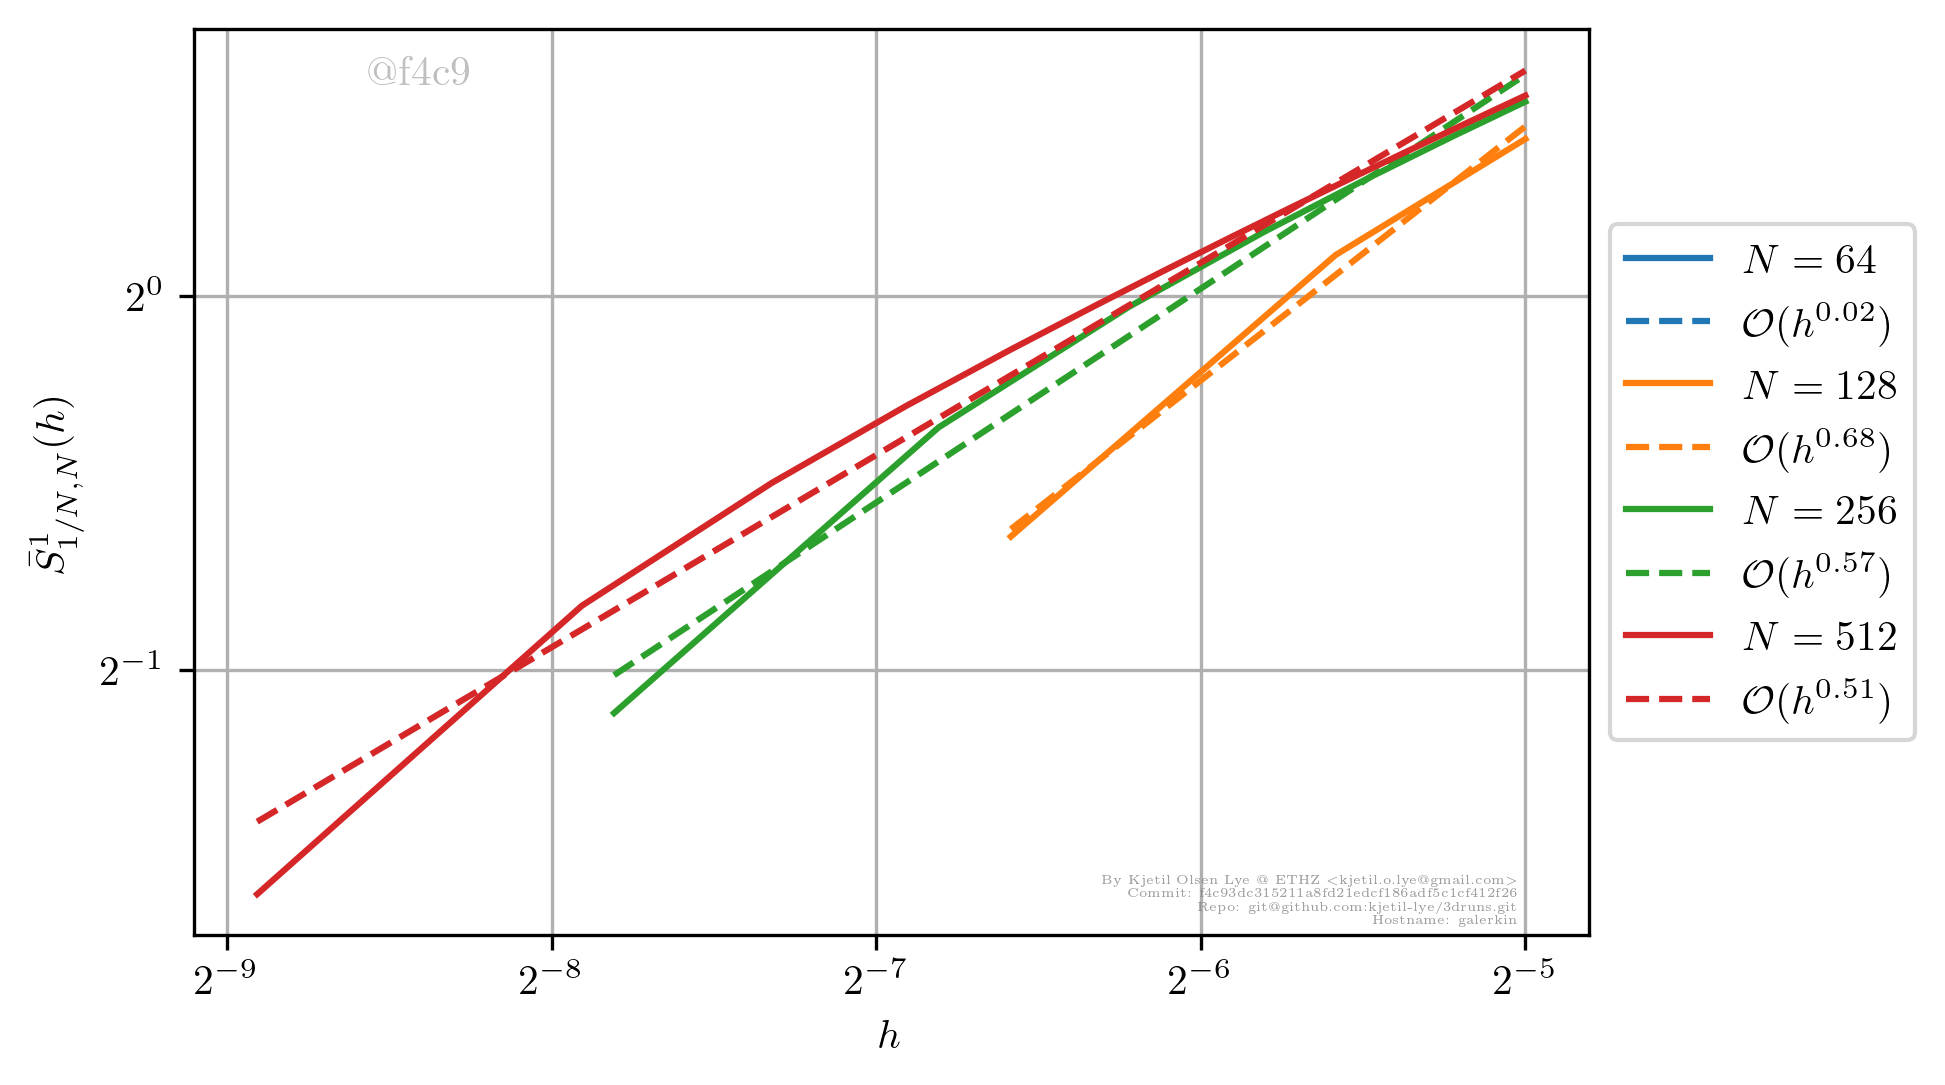 @f4c9
2^0
2^{-1}
\bar{S}^1_{1/N,N}(h)
2^{-9} 2^{-8} 2^{-7} 2^{-6} 2^{-5}
h
N = 64
𝒪(h^{0.02})
N = 128
𝒪(h^{0.68})
N = 256
𝒪(h^{0.57})
N = 512
𝒪(h^{0.51})
By Kjetil Olsen Lye @ ETHZ <kjetil.o.lye@gmail.com>
Commit: f4c93dc315211a8fd21edcf186adf5c1cf412f26
Repo: git@github.com:kjetil-lye/3druns.git
Hostname: galerkin